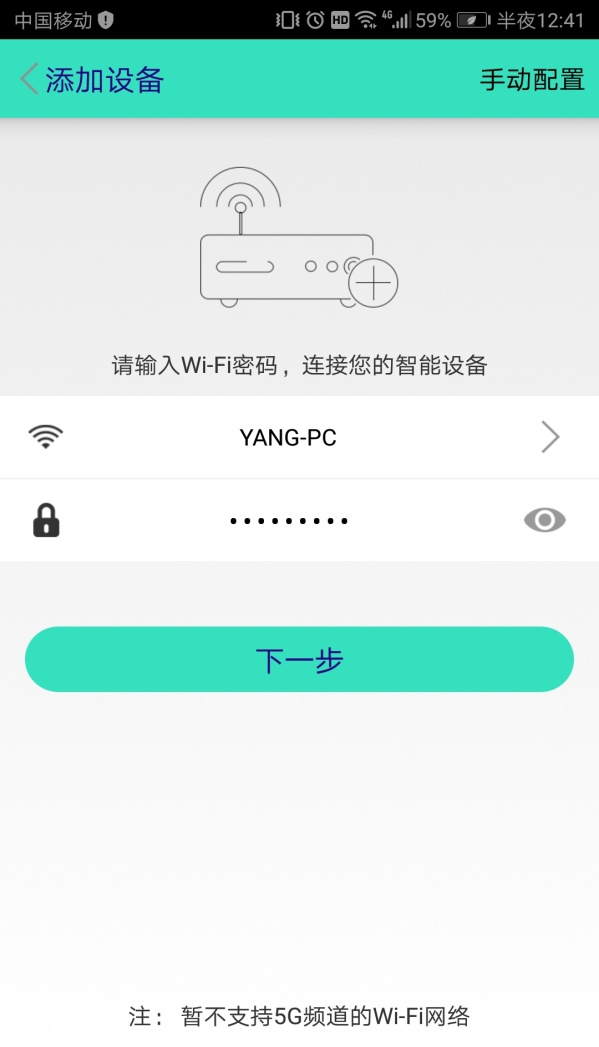 中国移动 HD 4G 59% 半夜12:41
添加设备 手动配置
请输入Wi-Fi密码，连接您的智能设备
YANG-PC
•••••••••
下一步
注： 暂不支持5G频道的Wi-Fi网络